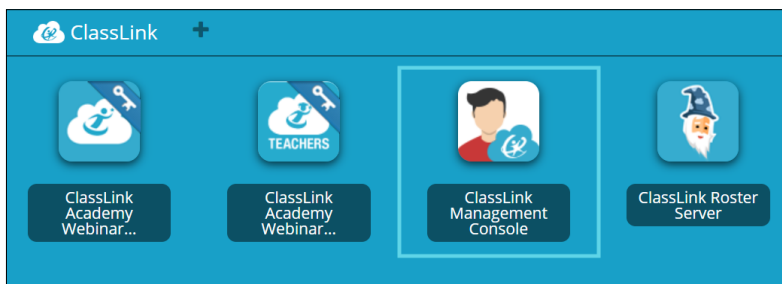 ClassLink +
TEACHERS
ClassLink
Academy
Webinar...
ClassLink
Academy
Webinar...
ClassLink
Management
Console
ClassLink Roster
Server